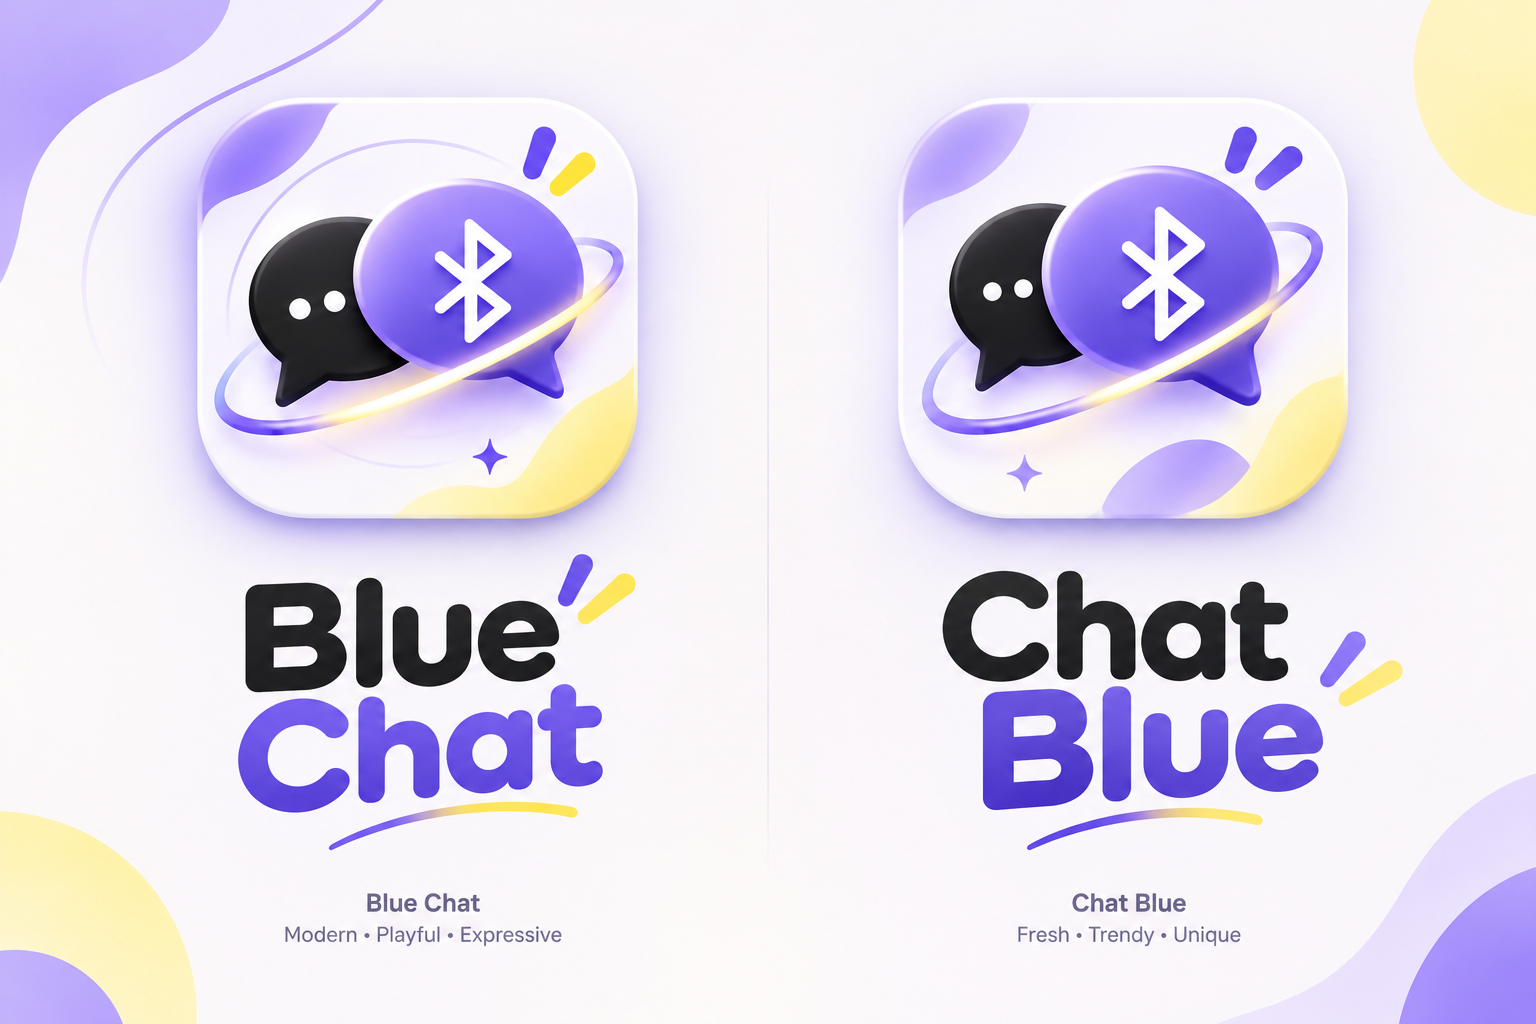 Blue
Chat
Blue Chat
Modern • Playful • Expressive
Chat
Blue
Chat Blue
Fresh • Trendy • Unique